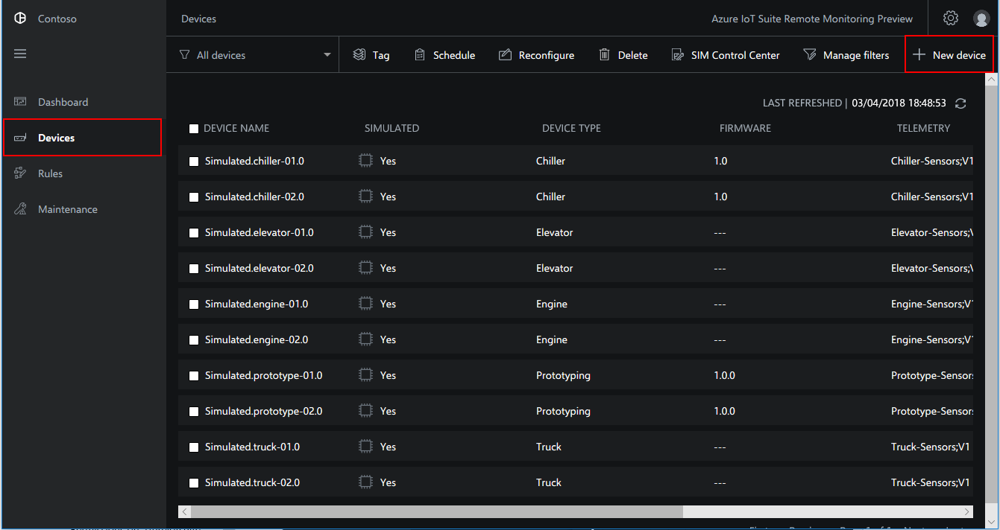 Contoso
Devices
Azure IoT Suite Remote Monitoring Preview
All devices
Tag
Schedule
Reconfigure
Delete
SIM Control Center
Manage filters
New device
Dashboard
Devices
Rules
Maintenance
LAST REFRESHED | 03/04/2018 18:48:53
DEVICE NAME SIMULATED DEVICE TYPE FIRMWARE TELEMETRY
Simulated.chiller-01.0 Yes Chiller 1.0 Chiller-Sensors;V1
Simulated.chiller-02.0 Yes Chiller 1.0 Chiller-Sensors;V1
Simulated.elevator-01.0 Yes Elevator --- Elevator-Sensors;V
Simulated.elevator-02.0 Yes Elevator --- Elevator-Sensors;V
Simulated.engine-01.0 Yes Engine --- Engine-Sensors;V1
Simulated.engine-02.0 Yes Engine --- Engine-Sensors;V1
Simulated.prototype-01.0 Yes Prototyping 1.0.0 Prototype-Sensors
Simulated.prototype-02.0 Yes Prototyping 1.0.0 Prototype-Sensors
Simulated.truck-01.0 Yes Truck --- Truck-Sensors;V1
Simulated.truck-02.0 Yes Truck --- Truck-Sensors;V1